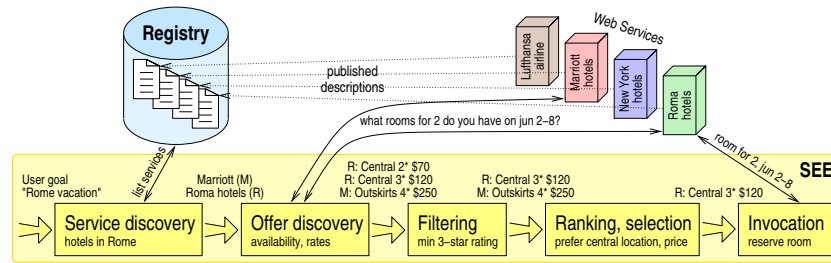 Registry
published
descriptions
Web Services
Lufthansa
airline
Marriott
hotels
New York
hotels
Roma
hotels
what rooms for 2 do you have on jun 2-8?
list services
room for 2, jun 2-8
SEE
User goal
"Rome vacation"
Marriott (M)
Roma hotels (R)
R: Central 2* $70
R: Central 3* $120
M: Outskirts 4* $250
R: Central 3* $120
M: Outskirts 4* $250
R: Central 3* $120
Service discovery
hotels in Rome
Offer discovery
availability, rates
Filtering
min 3-star rating
Ranking, selection
prefer central location, price
Invocation
reserve room